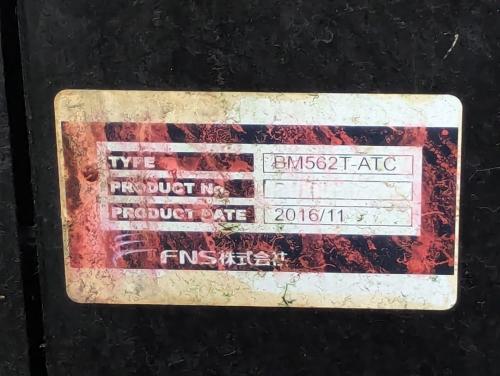 TYPE BM562T-ATC
PRODUCT No.
PRODUCT DATE 2016/11
FNS株式会社